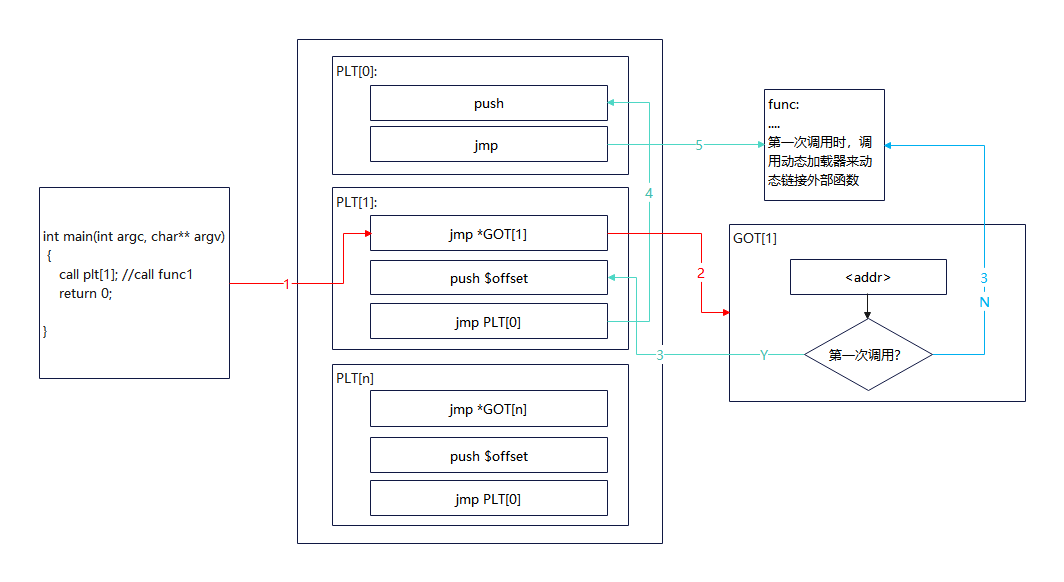 int main(int argc, char** argv)
{
call plt[1]; //call func1
return 0;
}
1
PLT[0]:
push
jmp
PLT[1]:
jmp *GOT[1]
push $offset
jmp PLT[0]
PLT[n]
jmp *GOT[n]
push $offset
jmp PLT[0]
4
5
2
3
Y
func:
....
第一次调用时，调
用动态加载器来动
态链接外部函数
GOT[1]
<addr>
第一次调用？
3
-
N